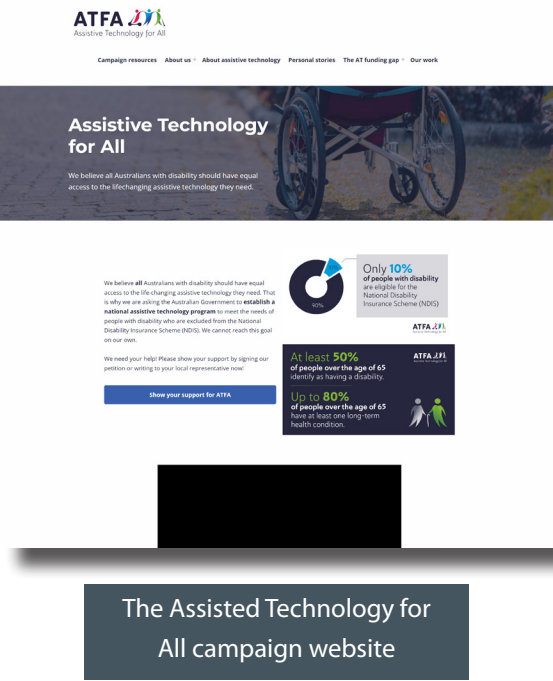 ATFA
Assistive Technology for All
Campaign resources About us About assistive technology Personal stories The AT funding gap Our work
Assistive Technology
for All
We believe all Australians with disability should have equal
access to the lifechanging assistive technology they need.
We believe all Australians with disability should have equal
access to the life-changing assistive technology they need. That
is why we are asking the Australian Government to establish a
national assistive technology program to meet the needs of
people with disability who are excluded from the National
Disability Insurance Scheme (NDIS). We cannot reach this goal
on our own.
We need your help! Please show your support by signing our
petition or writing to your local representative now!
Show your support for ATFA
90%
Only 10%
of people with disability
are eligible for the
National Disability
Insurance Scheme (NDIS)
ATFA
At least 50%
of people over the age of 65
identify as having a disability.
Up to 80%
of people over the age of 65
have at least one long-term
health condition.
ATFA
The Assisted Technology for
All campaign website